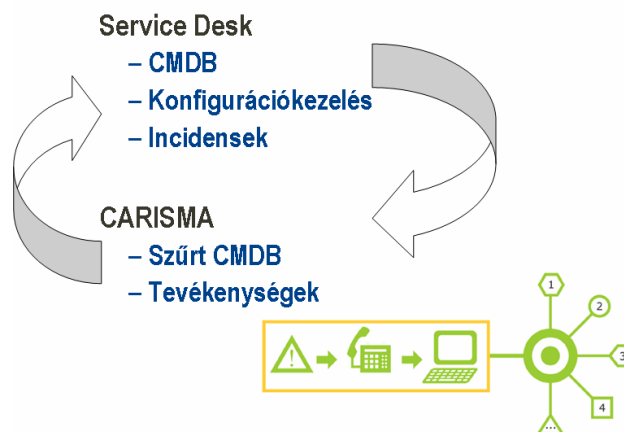 Service Desk
– CMDB
– Konfigurációkezelés
– Incidensek
CARISMA
– Szűrt CMDB
– Tevékenységek
!
1
2
3
4
...